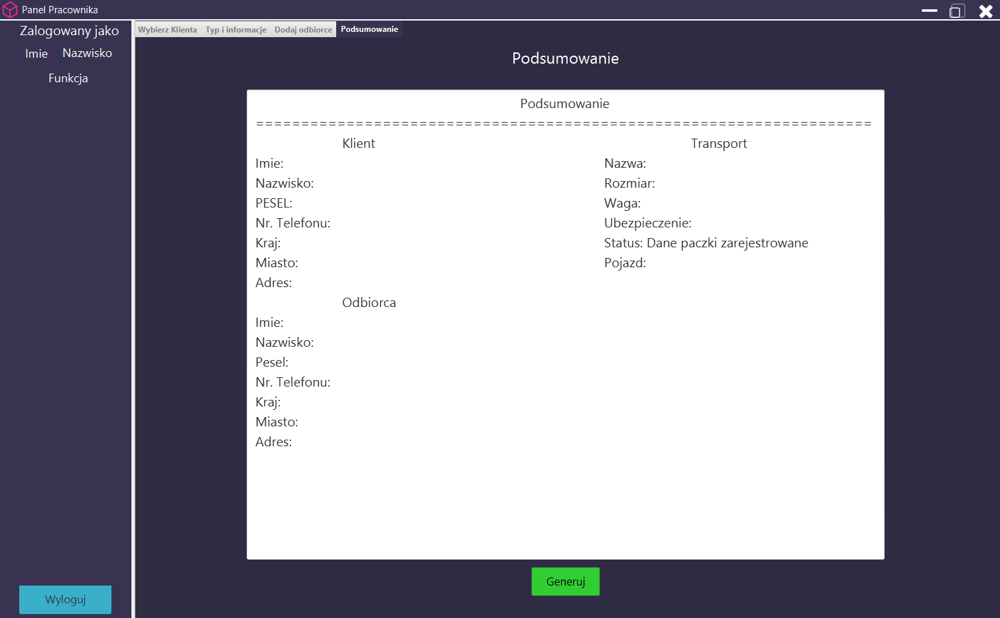 Panel Pracownika
Zalogowany jako
Imie Nazwisko
Funkcja
Wybierz Klienta Typ i informacje Dodaj odbiorce Podsumowanie
Podsumowanie
Podsumowanie
====================================================================
Klient
Imie:
Nazwisko:
PESEL:
Nr. Telefonu:
Kraj:
Miasto:
Adres:
Odbiorca
Imie:
Nazwisko:
Pesel:
Nr. Telefonu:
Kraj:
Miasto:
Adres:
Transport
Nazwa:
Rozmiar:
Waga:
Ubezpieczenie:
Status: Dane paczki zarejestrowane
Pojazd:
Generuj
Wyloguj